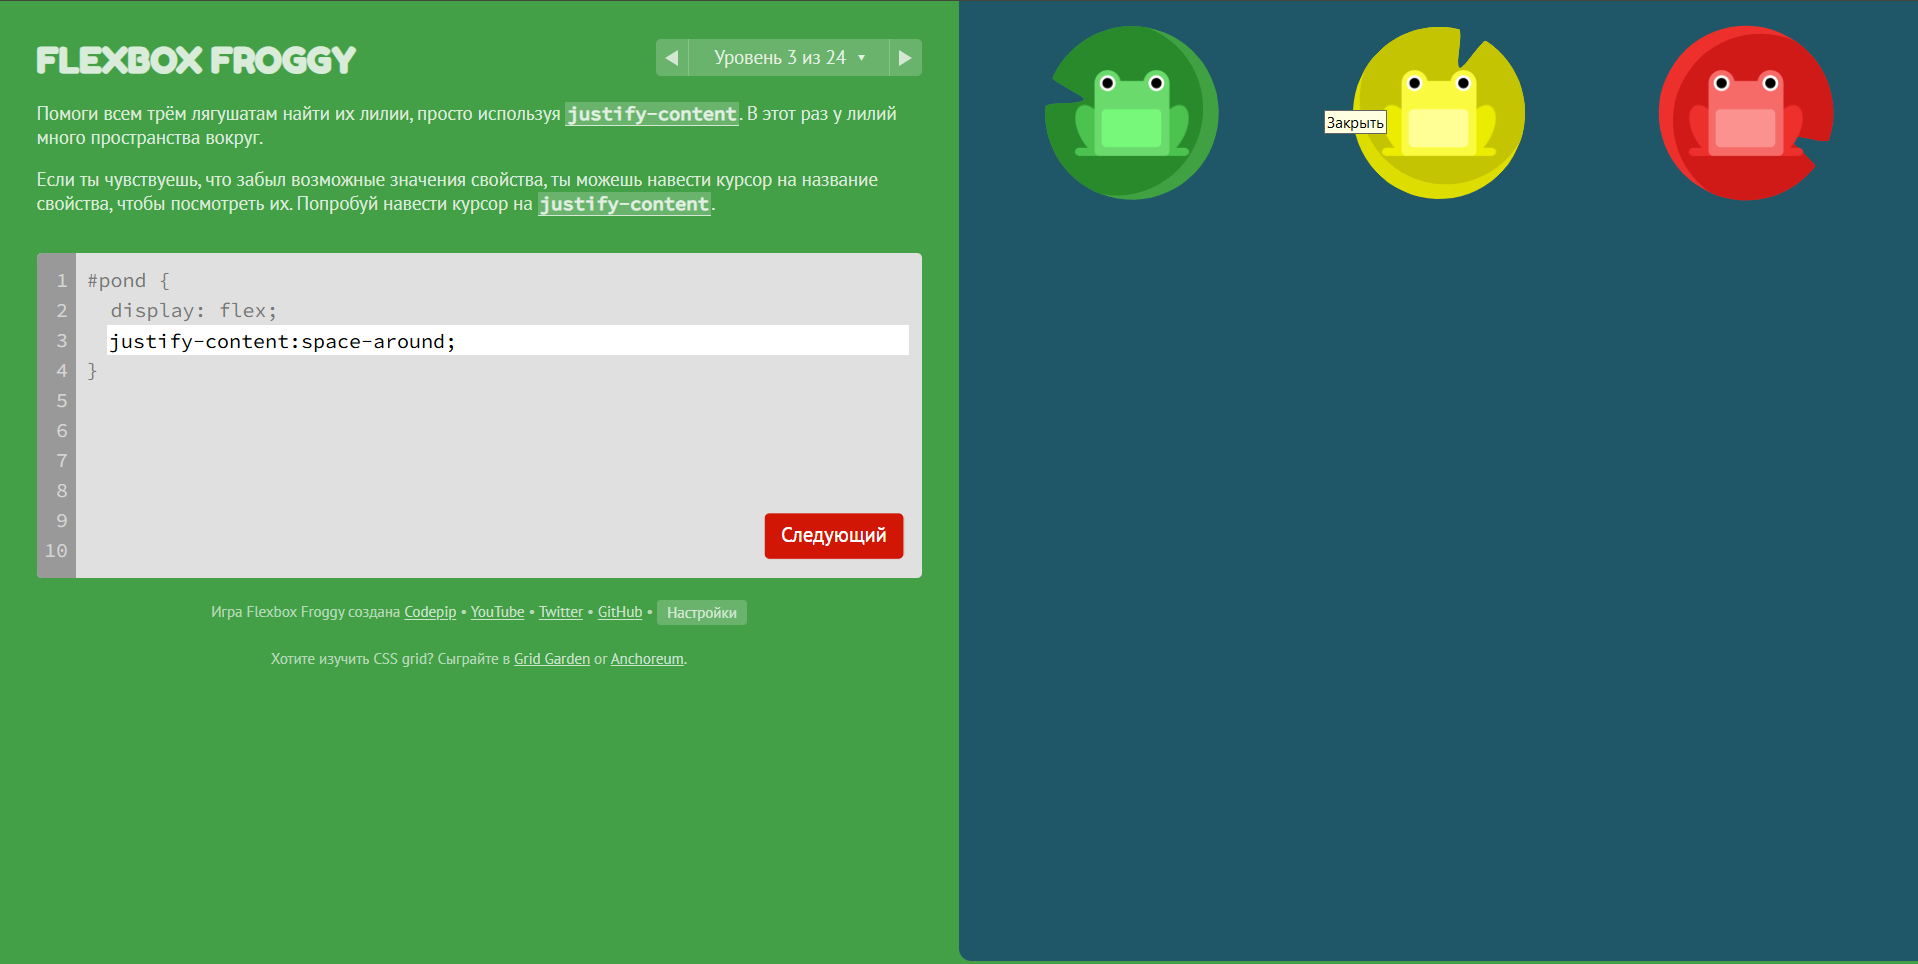 FLEXBOX FROGGY
Уровень 3 из 24
Помоги всем трём лягушатам найти их лилии, просто используя justify-content. В этот раз у лилий
много пространства вокруг.
Если ты чувствуешь, что забыл возможные значения свойства, ты можешь навести курсор на название
свойства, чтобы посмотреть их. Попробуй навести курсор на justify-content.
1 #pond {
2 display: flex;
3 justify-content:space-around;
4 }
5
6
7
8
9
10
Следующий
Игра Flexbox Froggy создана Codepip • YouTube • Twitter • GitHub • Настройки
Хотите изучить CSS grid? Сыграйте в Grid Garden or Anchoreum.
Закрыть